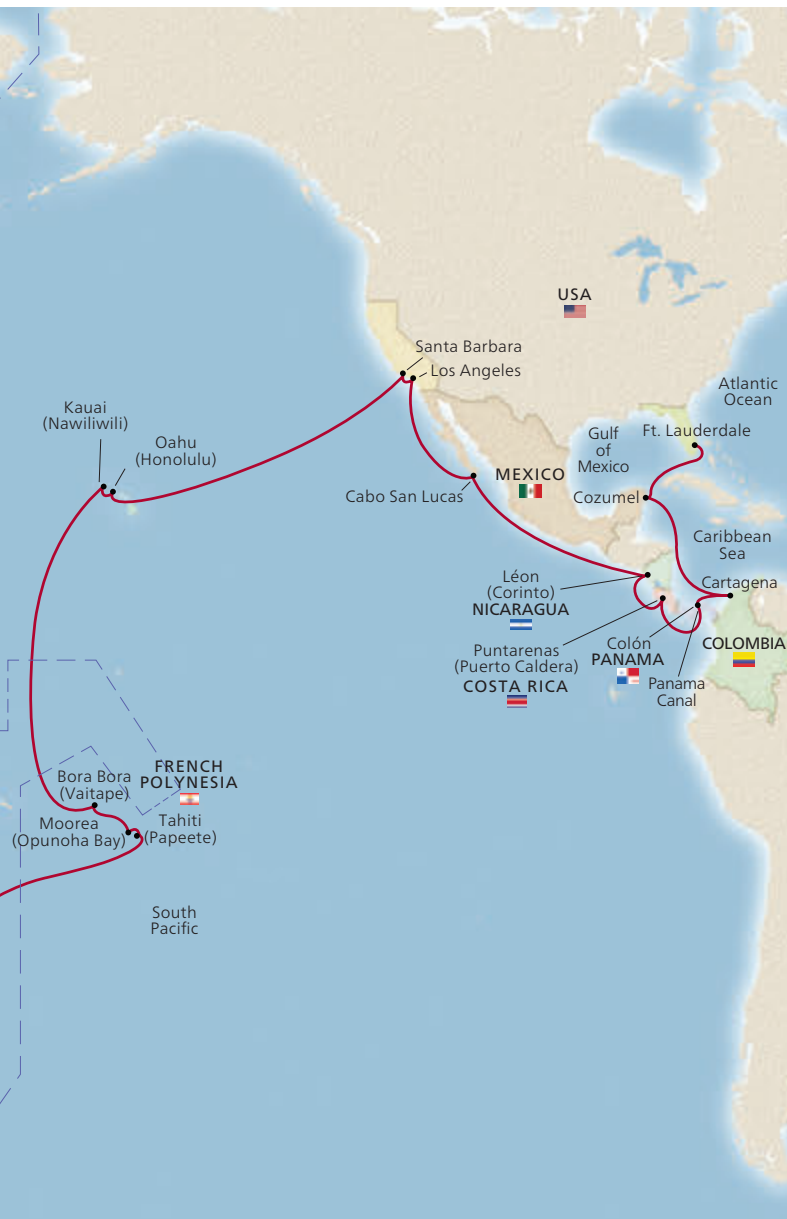 USA
Santa Barbara
Los Angeles
Atlantic
Ocean
Kauai
(Nawiliwili)
Oahu
(Honolulu)
Gulf
of
Mexico
Ft. Lauderdale
MEXICO
Cabo San Lucas
Cozumel
Caribbean
Sea
Cartagena
Léon
(Corinto)
NICARAGUA
Puntarenas
(Puerto Caldera)
COSTA RICA
Colón
PANAMA
Panama
Canal
COLOMBIA
FRENCH
POLYNESIA
Bora Bora
(Vaitape)
Moorea
(Opunoha Bay)
Tahiti
(Papeete)
South
Pacific